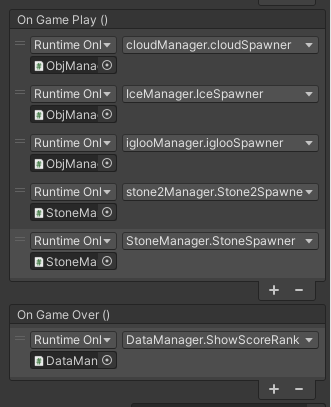 On Game Play ()
Runtime Onl cloudManager.cloudSpawner
ObjMana
Runtime Onl IceManager.IceSpawner
ObjMana
Runtime Onl iglooManager.iglooSpawner
ObjMana
Runtime Onl stone2Manager.Stone2Spawne
StoneMa
Runtime Onl StoneManager.StoneSpawner
StoneMa
+ −
On Game Over ()
Runtime Onl DataManager.ShowScoreRank
DataMan
+ −